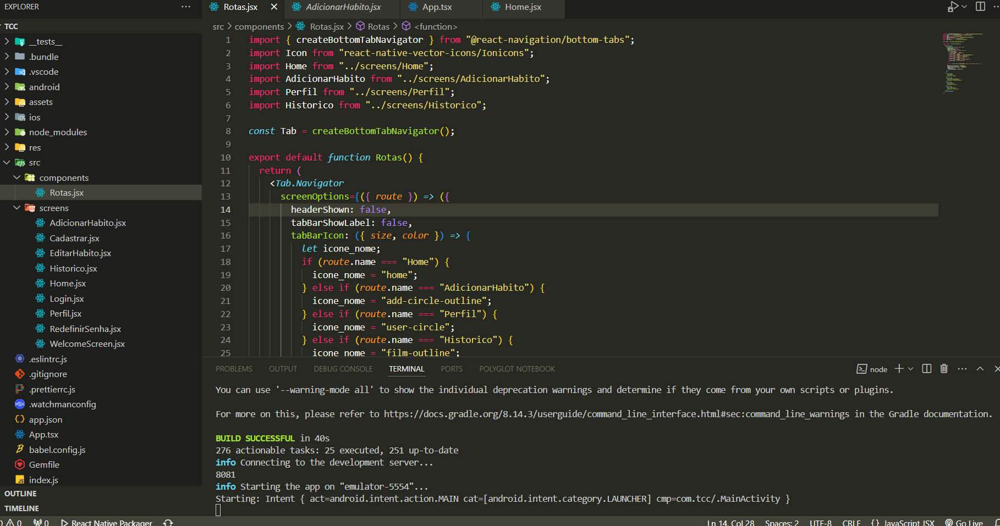 EXPLORER
TCC
__tests__
.bundle
.vscode
android
assets
ios
node_modules
res
src
components
Rotas.jsx
screens
AdicionarHabito.jsx
Cadastrar.jsx
EditarHabito.jsx
Historico.jsx
Home.jsx
Login.jsx
Perfil.jsx
RedefinirSenha.jsx
WelcomeScreen.jsx
.eslintrc.js
.gitignore
.prettierrc.js
.watchmanconfig
app.json
App.tsx
babel.config.js
Gemfile
index.js
OUTLINE
TIMELINE
Rotas.jsx AdicionarHabito.jsx App.tsx Home.jsx
src > components > Rotas.jsx > Rotas > <function>
1 import { createBottomTabNavigator } from "@react-navigation/bottom-tabs";
2 import Icon from "react-native-vector-icons/Ionicons";
3 import Home from "../screens/Home";
4 import AdicionarHabito from "../screens/AdicionarHabito";
5 import Perfil from "../screens/Perfil";
6 import Historico from "../screens/Historico";
7
8 const Tab = createBottomTabNavigator();
9
10 export default function Rotas() {
11 return (
12 <Tab.Navigator
13 screenOptions={({ route }) => ({
14 headerShown: false,
15 tabBarShowLabel: false,
16 tabBarIcon: ({ size, color }) => {
17 let icone_nome;
18 if (route.name === "Home") {
19 icone_nome = "home";
20 } else if (route.name === "AdicionarHabito") {
21 icone_nome = "add-circle-outline";
22 } else if (route.name === "Perfil") {
23 icone_nome = "user-circle";
24 } else if (route.name === "Historico") {
25 icone_nome = "film-outline";
PROBLEMS OUTPUT DEBUG CONSOLE TERMINAL PORTS POLYGLOT NOTEBOOK node
You can use '--warning-mode all' to show the individual deprecation warnings and determine if they come from your own scripts or plugins.
For more on this, please refer to https://docs.gradle.org/8.14.3/userguide/command_line_interface.html#sec:command_line_warnings in the Gradle documentation.
BUILD SUCCESSFUL in 40s
276 actionable tasks: 25 executed, 251 up-to-date
info Connecting to the development server...
8081
info Starting the app on "emulator-5554"...
Starting: Intent { act=android.intent.action.MAIN cat=[android.intent.category.LAUNCHER] cmp=com.tcc/.MainActivity }
0 0 0 React Native Packager Ln 14, Col 28 Spaces: 2 UTF-8 CRLF {} JavaScript JSX Go Live